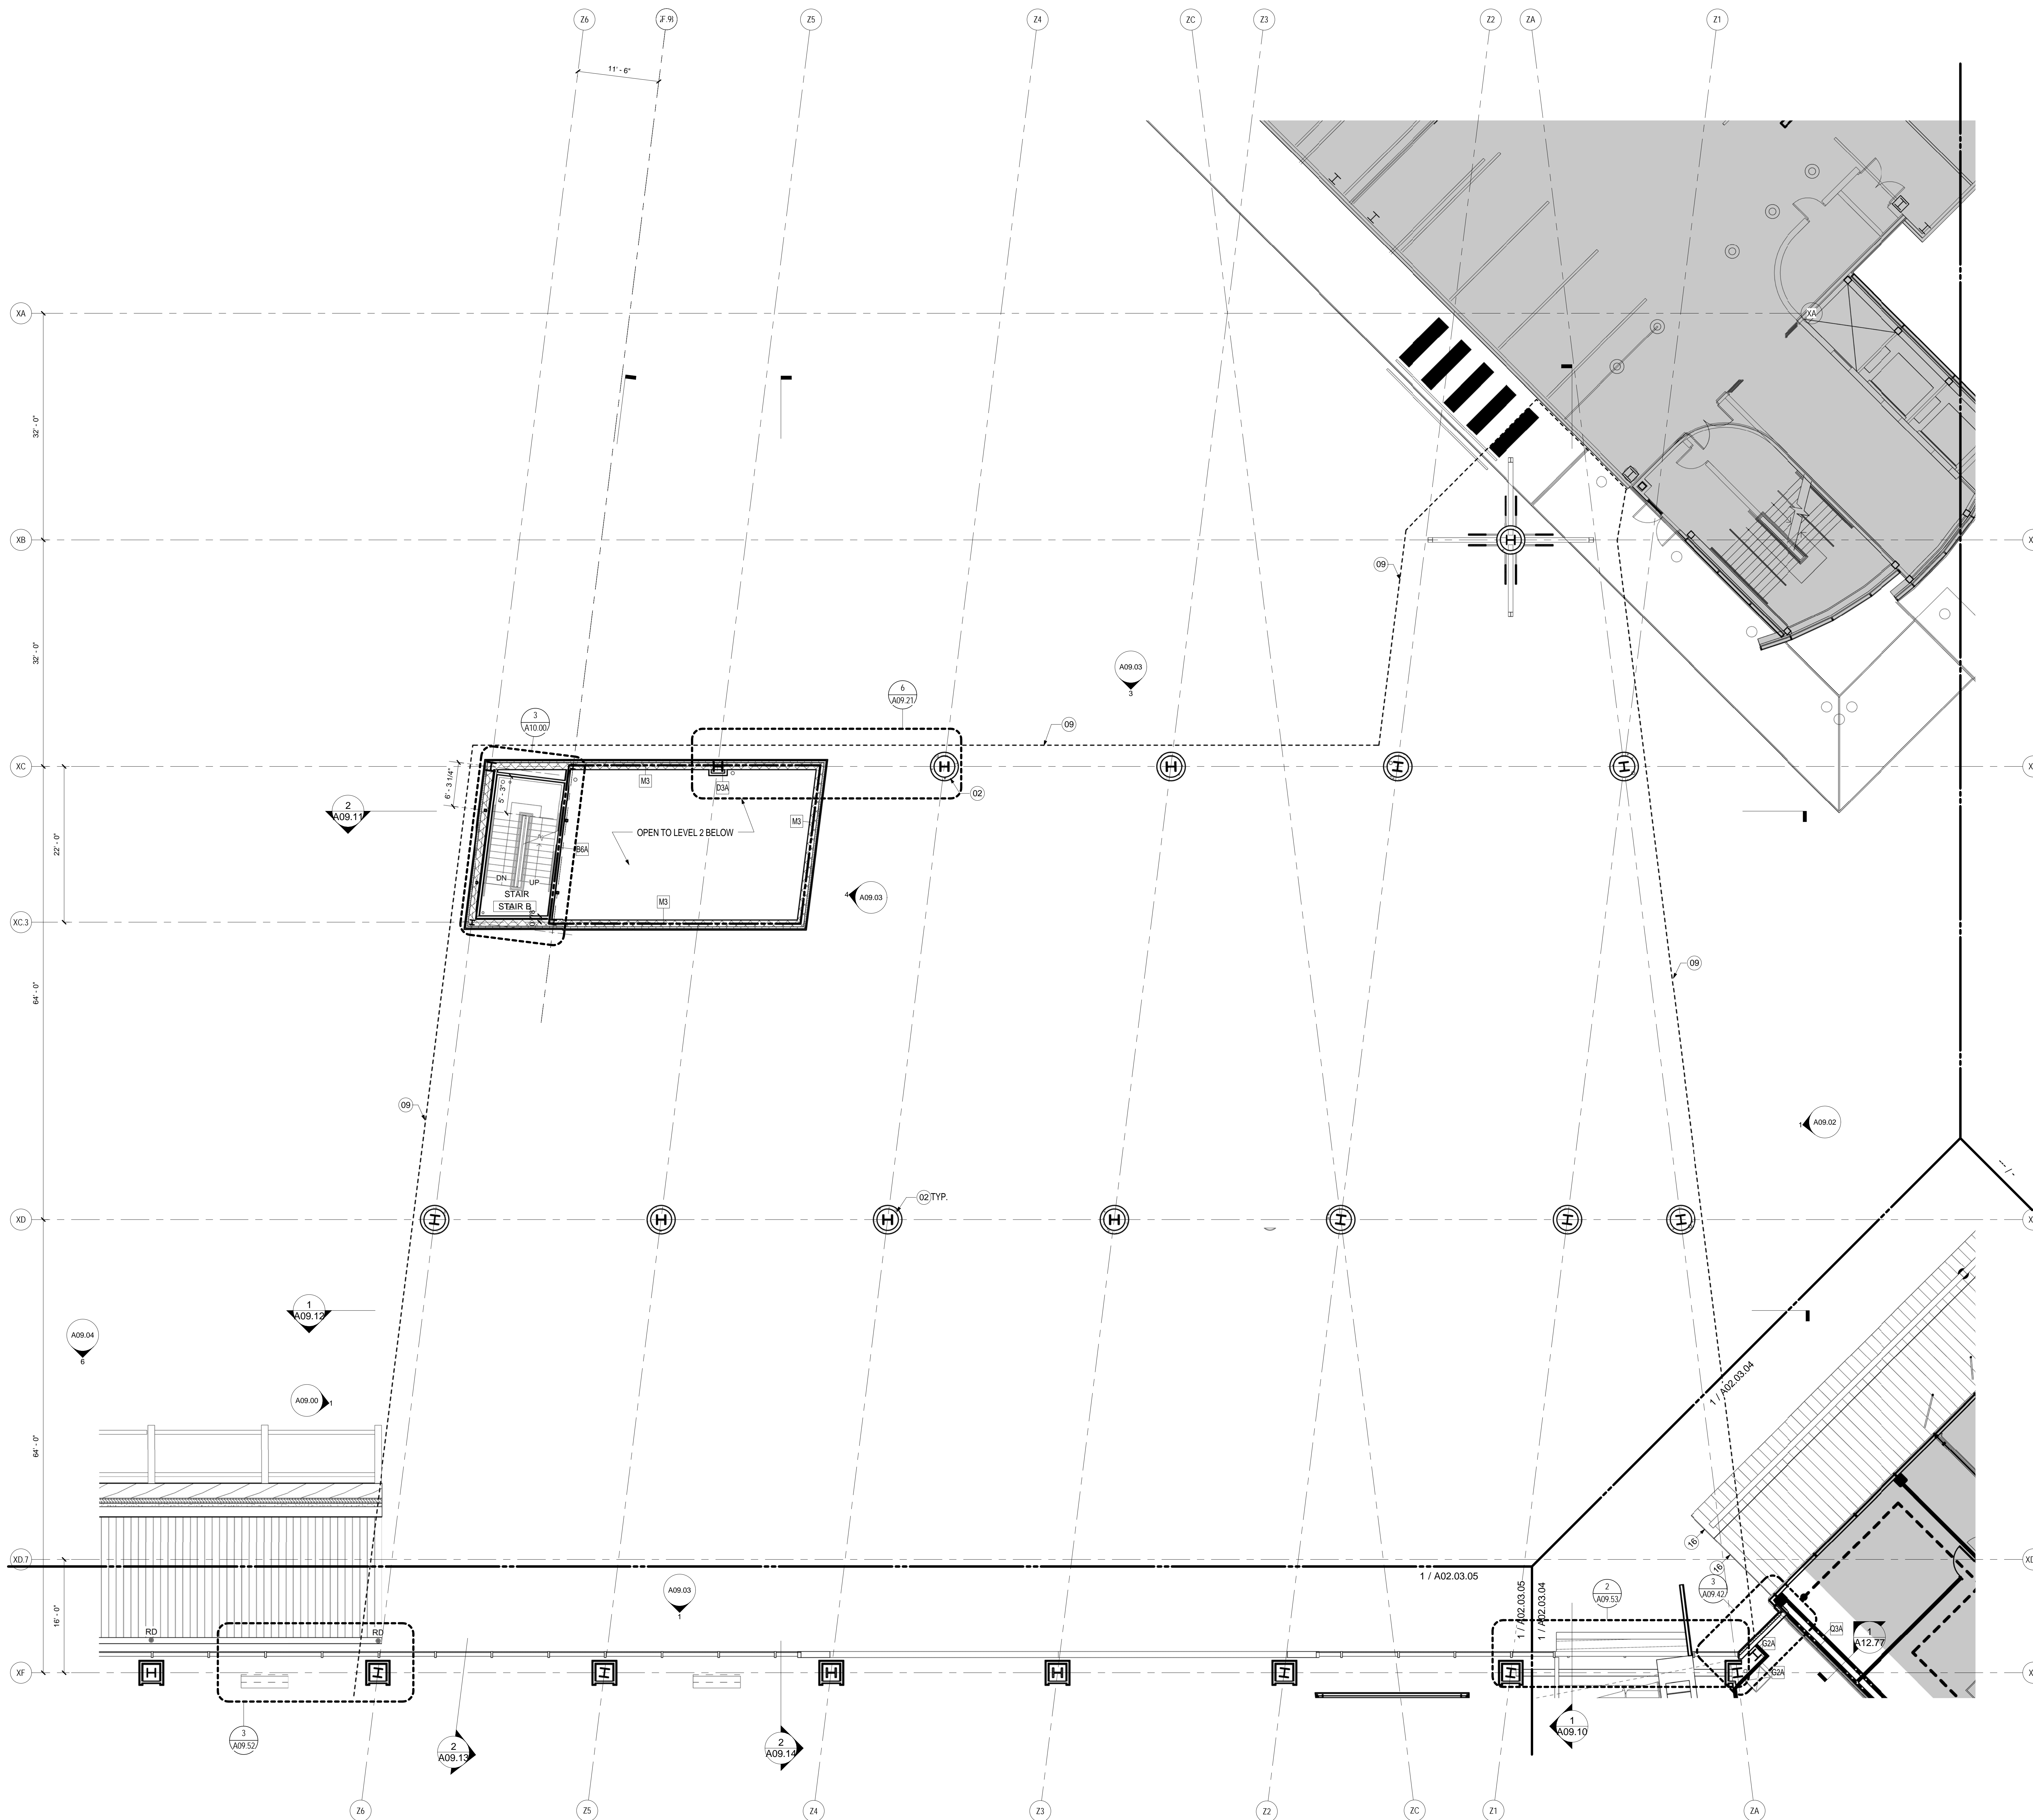 Z6
Z5
Z4
ZC
Z3
Z2
ZA
Z1
11' - 6"
XA
XA
32' - 0"
XB
09
32' - 0"
A09.03
3
6
A09.21
3
A10.00
09
XC
6' - 3 1/4"
5' - 3"
M3
D3A
02
2
A09.11
M3
OPEN TO LEVEL 2 BELOW
22' - 0"
B6A
DN
UP
STAIR
STAIR B
M3
4
A09.03
XC.3
09
64' - 0"
09
1
A09.02
-- / -
02
TYP.
XD
1
A09.12
A09.04
6
A09.00
1
1 / A02.03.04
64' - 0"
16
16
XD.7
1 / A02.03.05
A09.03
1
1 / A02.03.05
1 / A02.03.04
2
A09.53
3
A09.42
16' - 0"
RD
RD
G2A
Q3A
1
A12.77
G2A
XF
3
A09.52
2
A09.13
2
A09.14
1
A09.10
Z6
Z5
Z4
Z3
Z2
ZC
Z1
ZA